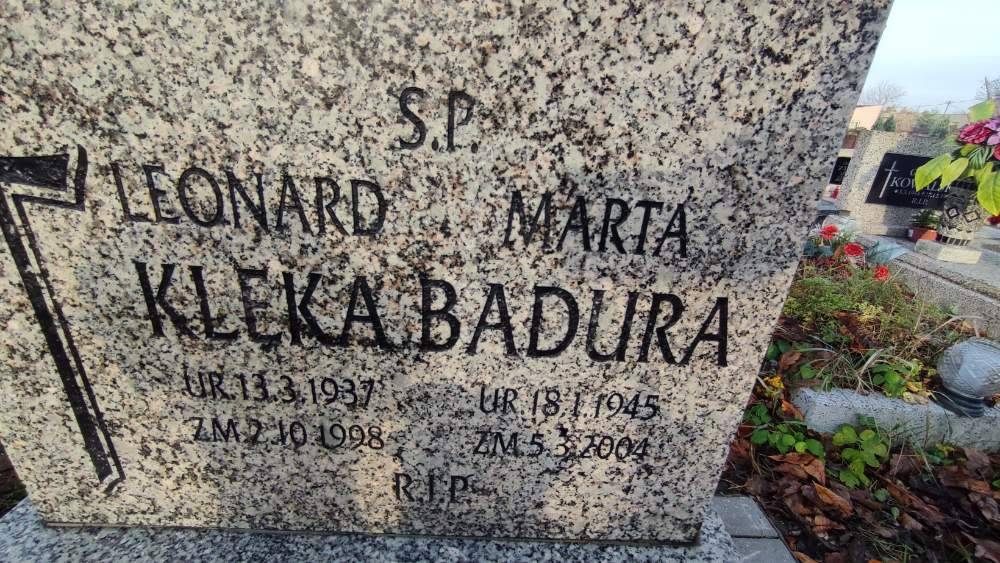 S.P.
LEONARD MARTA
KLEKA BADURA
UR.13.3.1937 UR.18.1.1945
ZM 2.10.1998 ZM 5.3.2004
R.I.P
R.I.P.